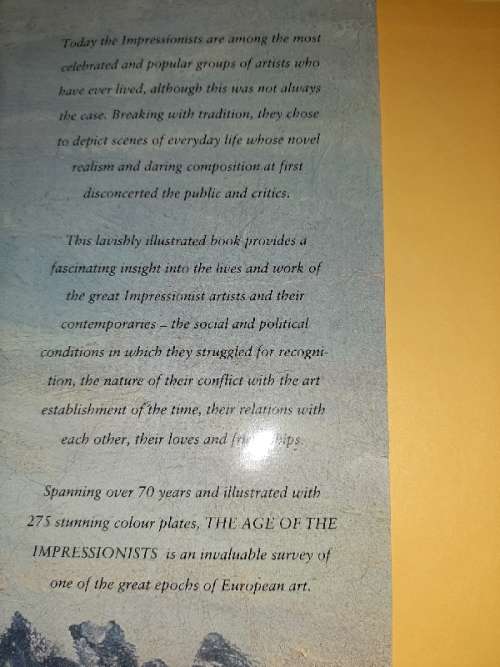 Today the Impressionists are among the most
celebrated and popular groups of artists who
have ever lived, although this was not always
the case. Breaking with tradition, they chose
to depict scenes of everyday life whose novel
realism and daring composition at first
disconcerted the public and critics.
This lavishly illustrated book provides a
fascinating insight into the lives and work of
the great Impressionist artists and their
contemporaries – the social and political
conditions in which they struggled for recogni-
tion, the nature of their conflict with the art
establishment of the time, their relations with
each other, their loves and friendships.
Spanning over 70 years and illustrated with
275 stunning colour plates, THE AGE OF THE
IMPRESSIONISTS is an invaluable survey of
one of the great epochs of European art.